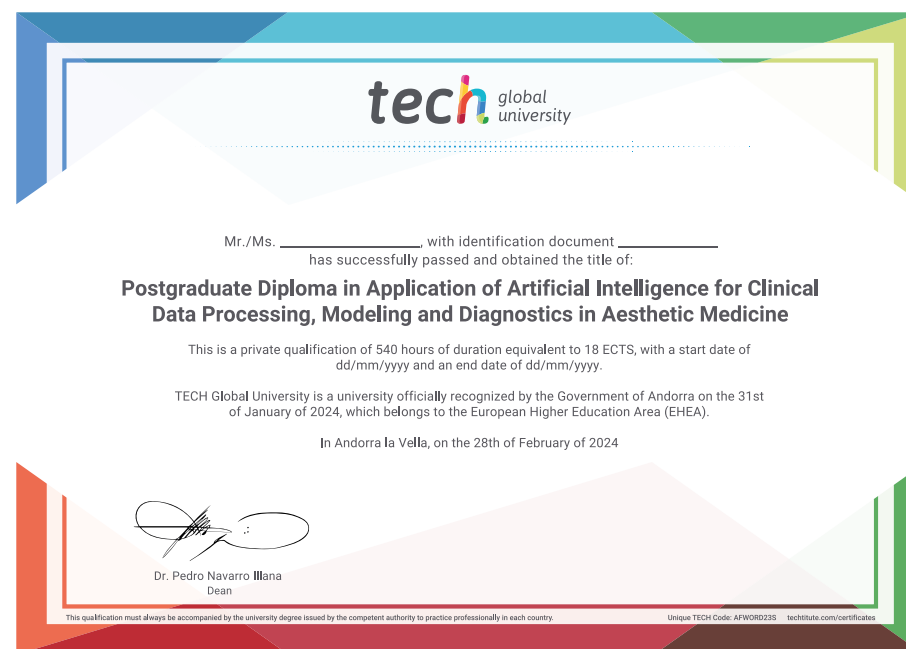 tech global university
Mr./Ms. ____________________, with identification document ______________
has successfully passed and obtained the title of:
Postgraduate Diploma in Application of Artificial Intelligence for Clinical
Data Processing, Modeling and Diagnostics in Aesthetic Medicine
This is a private qualification of 540 hours of duration equivalent to 18 ECTS, with a start date of
dd/mm/yyyy and an end date of dd/mm/yyyy.
TECH Global University is a university officially recognized by the Government of Andorra on the 31st
of January of 2024, which belongs to the European Higher Education Area (EHEA).
In Andorra la Vella, on the 28th of February of 2024
Dr. Pedro Navarro Illana
Dean
This qualification must always be accompanied by the university degree issued by the competent authority to practice professionally in each country.
Unique TECH Code: AFWORD23S techtitute.com/certificates